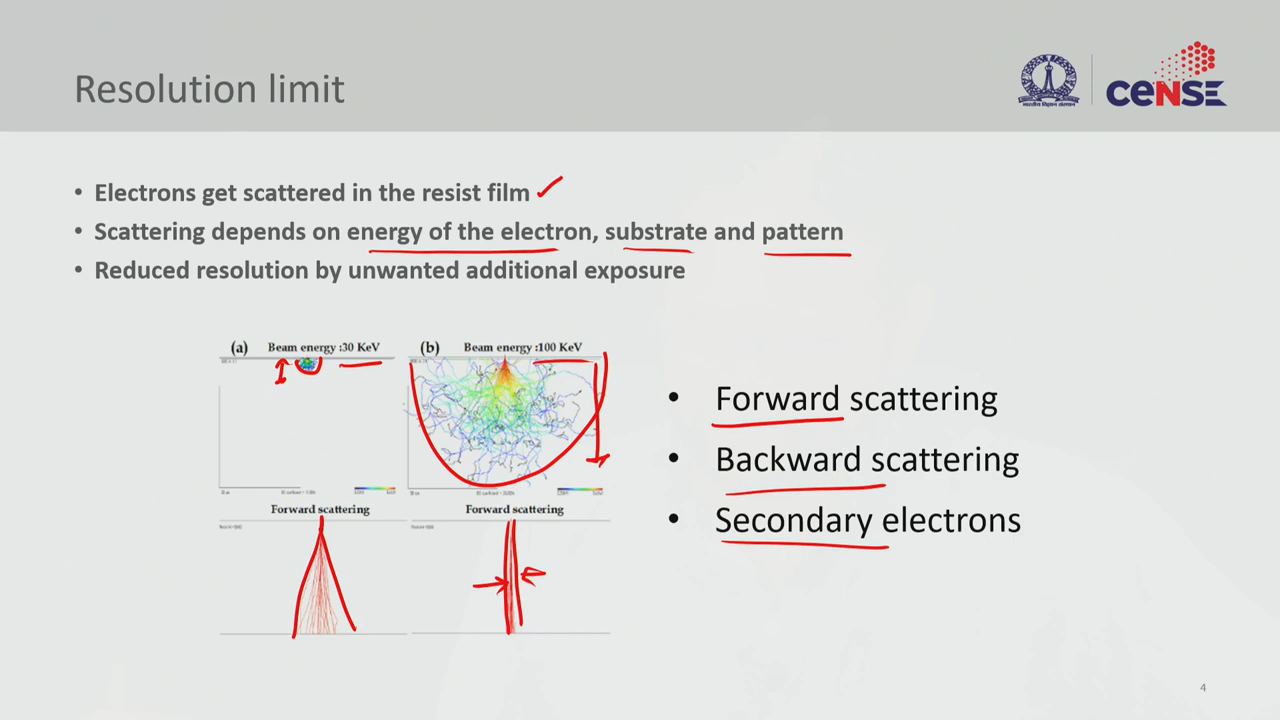 Resolution limit
भारतीय विज्ञान संस्थान
ceNSE
• Electrons get scattered in the resist film
• Scattering depends on energy of the electron, substrate and pattern
• Reduced resolution by unwanted additional exposure
(a) Beam energy :30 KeV
(b) Beam energy :100 KeV
Forward scattering
Forward scattering
• Forward scattering
• Backward scattering
• Secondary electrons
4